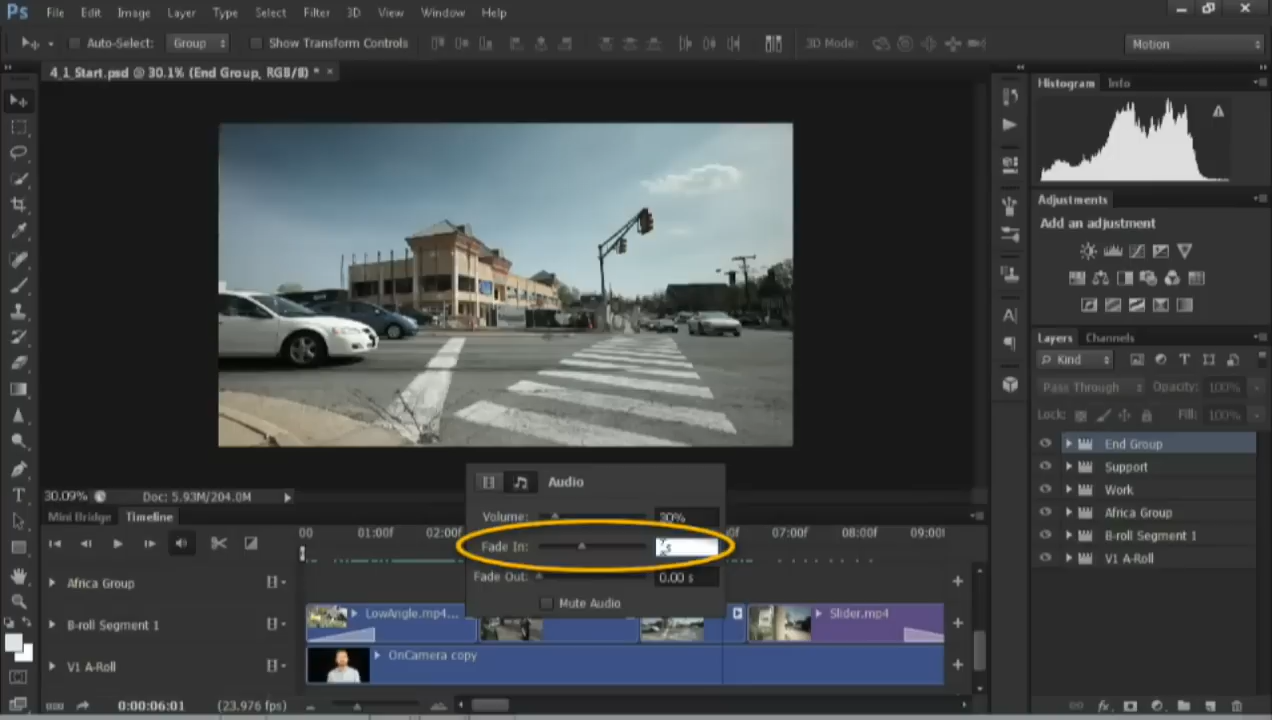 Ps File Edit Image Layer Type Select Filter 3D View Window Help
Auto-Select: Group Show Transform Controls 3D Mode: Motion
4_1_Start.psd @ 30.1% (End Group, RGB/8) * ×
Histogram Info
Adjustments
Add an adjustment
Layers Channels
Kind
Pass Through Opacity: 100%
Lock: Fill: 100%
End Group
Support
Work
Africa Group
B-roll Segment 1
V1 A-Roll
30.09% Doc: 5.93M/204.0M
Mini Bridge Timeline
Audio
Volume: 30%
Fade In:
Fade Out: 0.00 s
Mute Audio
00 01:00f 02:00f 07:00f 08:00f 09:00f
Africa Group
B-roll Segment 1
LowAngle.mp4... Slider.mp4
V1 A-Roll
OnCamera copy
0:00:06:01 (23.976 fps)